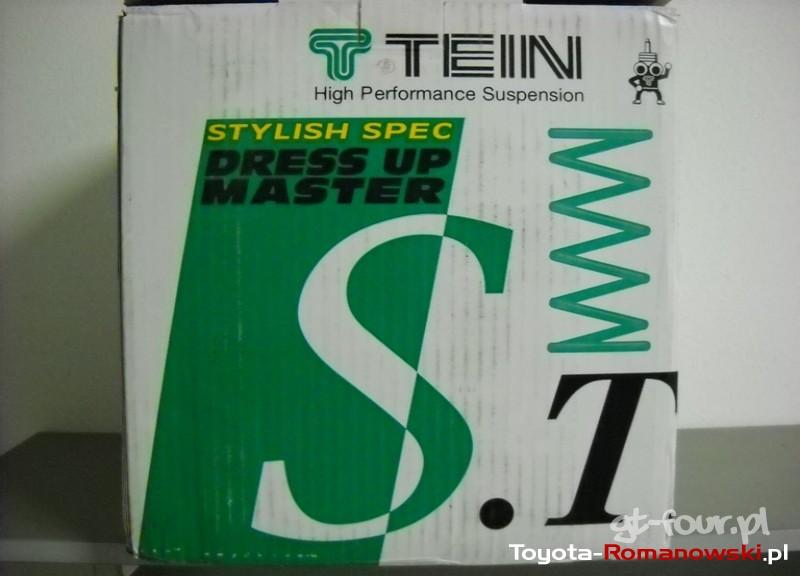 TEIN
High Performance Suspension
STYLISH SPEC
DRESS UP
MASTER
S.T
gt-four.pl
Toyota-Romanowski.pl